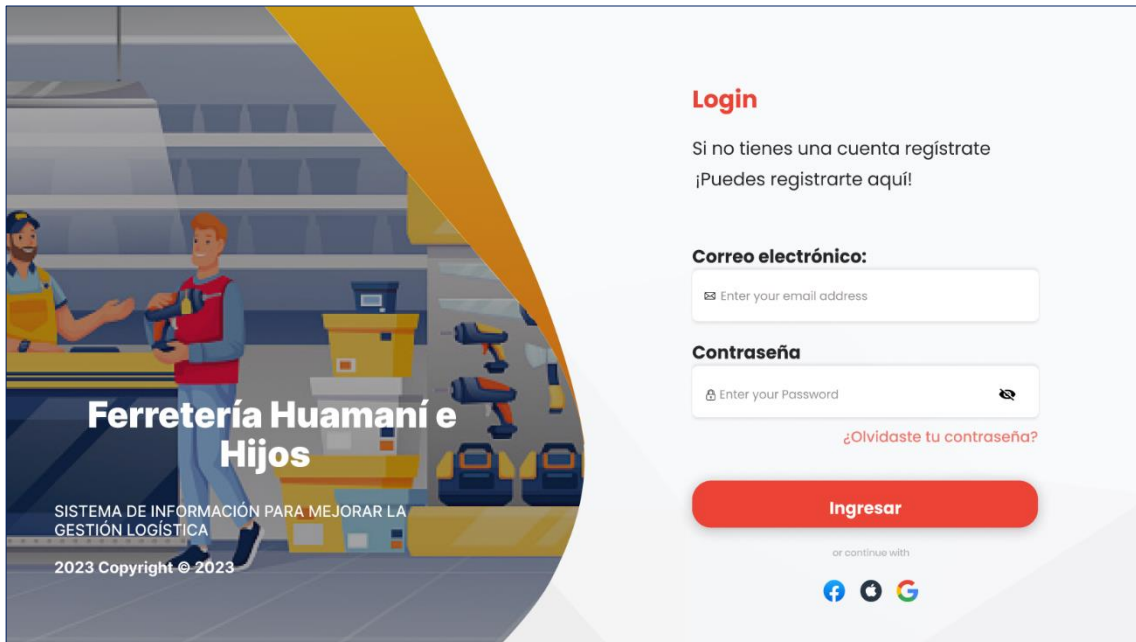 Ferretería Huamaní e
Hijos
SISTEMA DE INFORMACIÓN PARA MEJORAR LA
GESTIÓN LOGÍSTICA
2023 Copyright © 2023
Login
Si no tienes una cuenta regístrate
¡Puedes registrarte aquí!
Correo electrónico:
Enter your email address
Contraseña
Enter your Password
¿Olvidaste tu contraseña?
Ingresar
or continue with